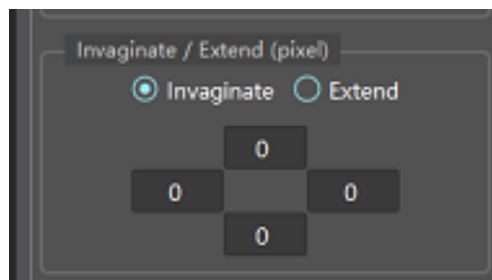 Invaginate / Extend (pixel)
Invaginate Extend
0
0 0
0